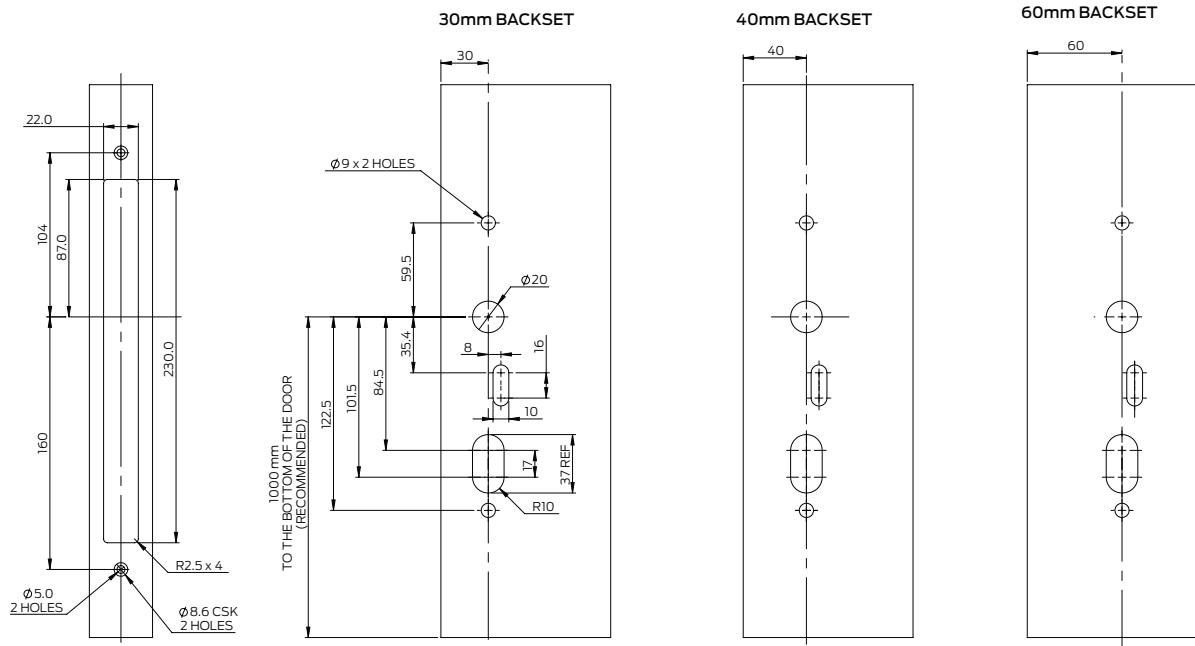 30mm BACKSET
40mm BACKSET
60mm BACKSET
30
40
60
22.0
Ø9 x 2 HOLES
104
87.0
59.5
Ø20
230.0
8
16
35.4
84.5
101.5
122.5
10
160
17
37 REF
1000 mm
TO THE BOTTOM OF THE DOOR
(RECOMMENDED)
R10
R2.5 x 4
Ø5.0
2 HOLES
Ø8.6 CSK
2 HOLES